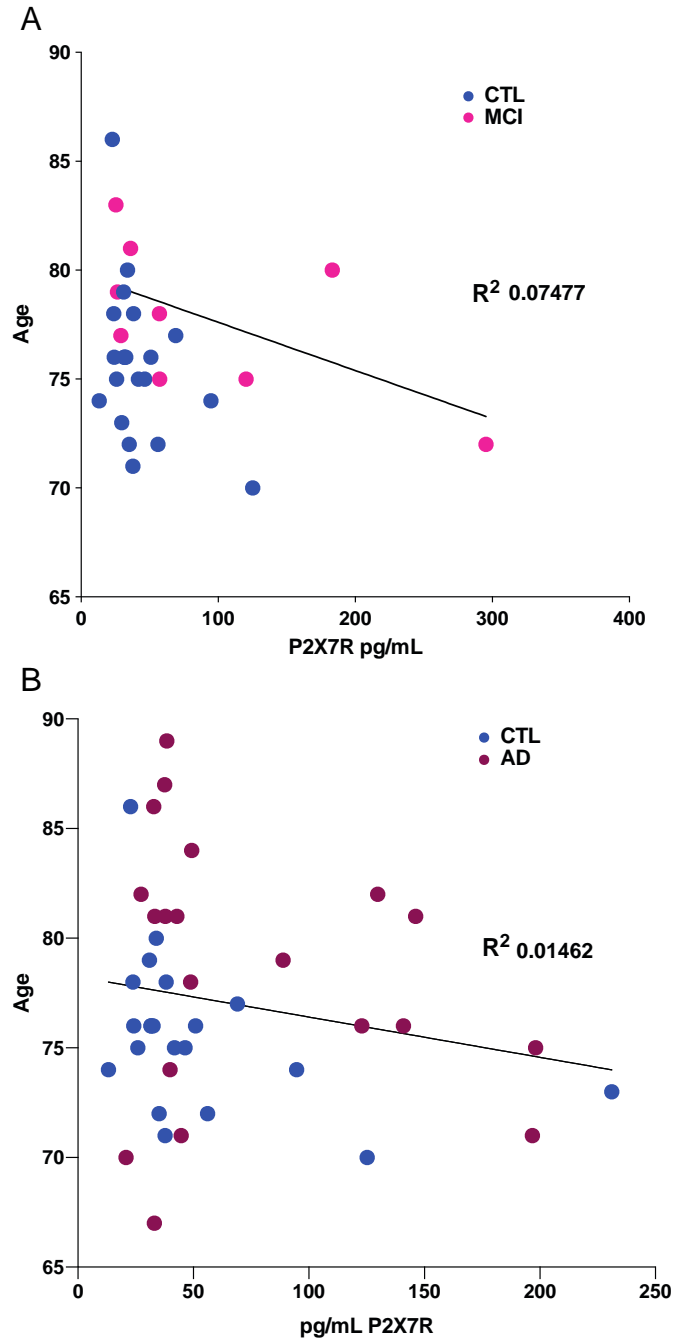 A
90
CTL
MCI
85
80
R² 0.07477
Age
75
70
65
0 100 200 300 400
P2X7R pg/mL
B
90
CTL
AD
85
80
R² 0.01462
Age
75
70
65
0 50 100 150 200 250
pg/mL P2X7R